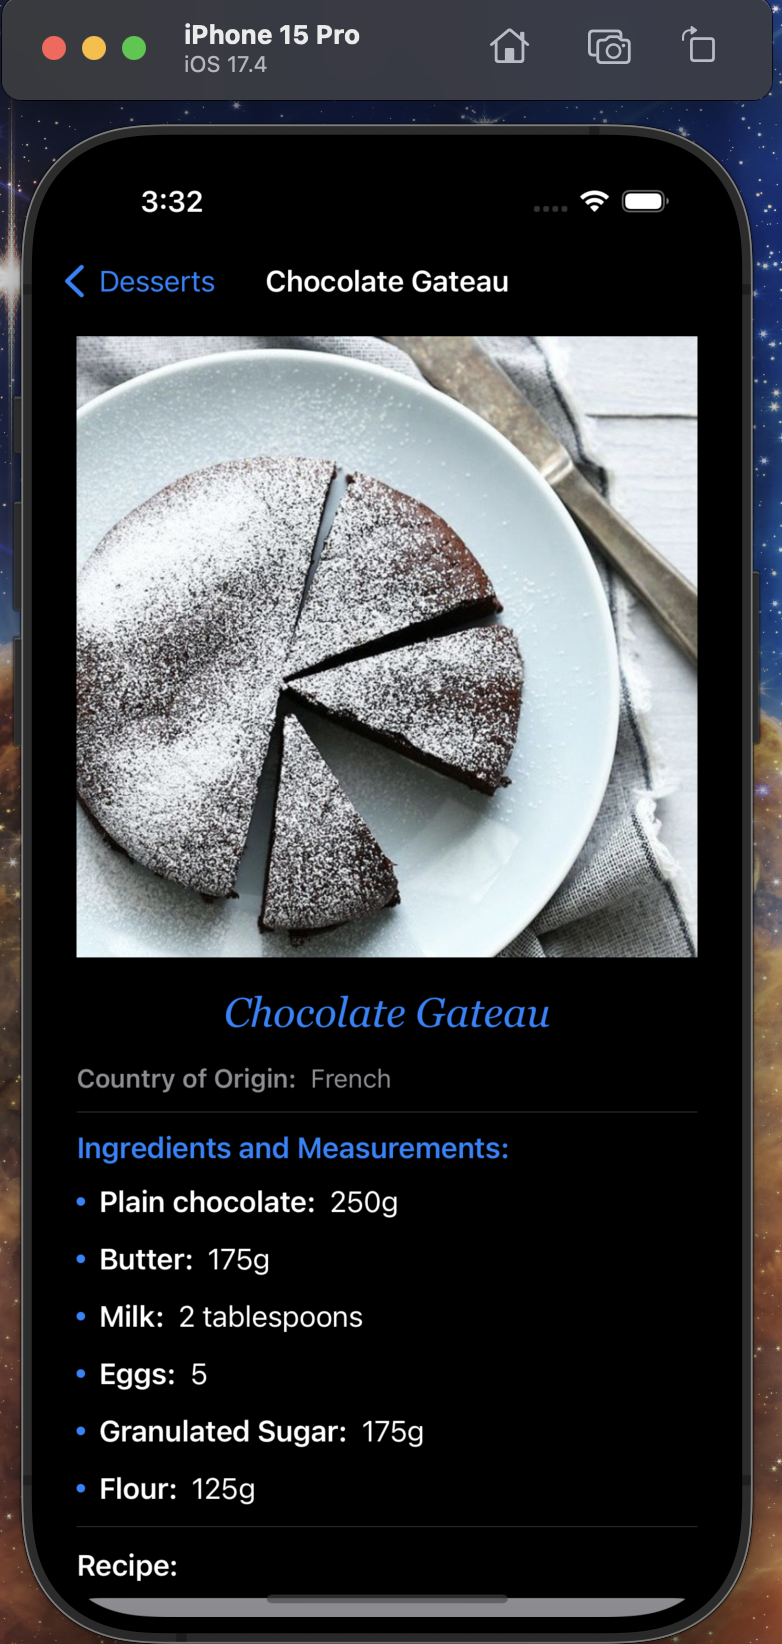 iPhone 15 Pro
iOS 17.4
3:32
Desserts Chocolate Gateau
Chocolate Gateau
Country of Origin: French
Ingredients and Measurements:
• Plain chocolate: 250g
• Butter: 175g
• Milk: 2 tablespoons
• Eggs: 5
• Granulated Sugar: 175g
• Flour: 125g
Recipe: